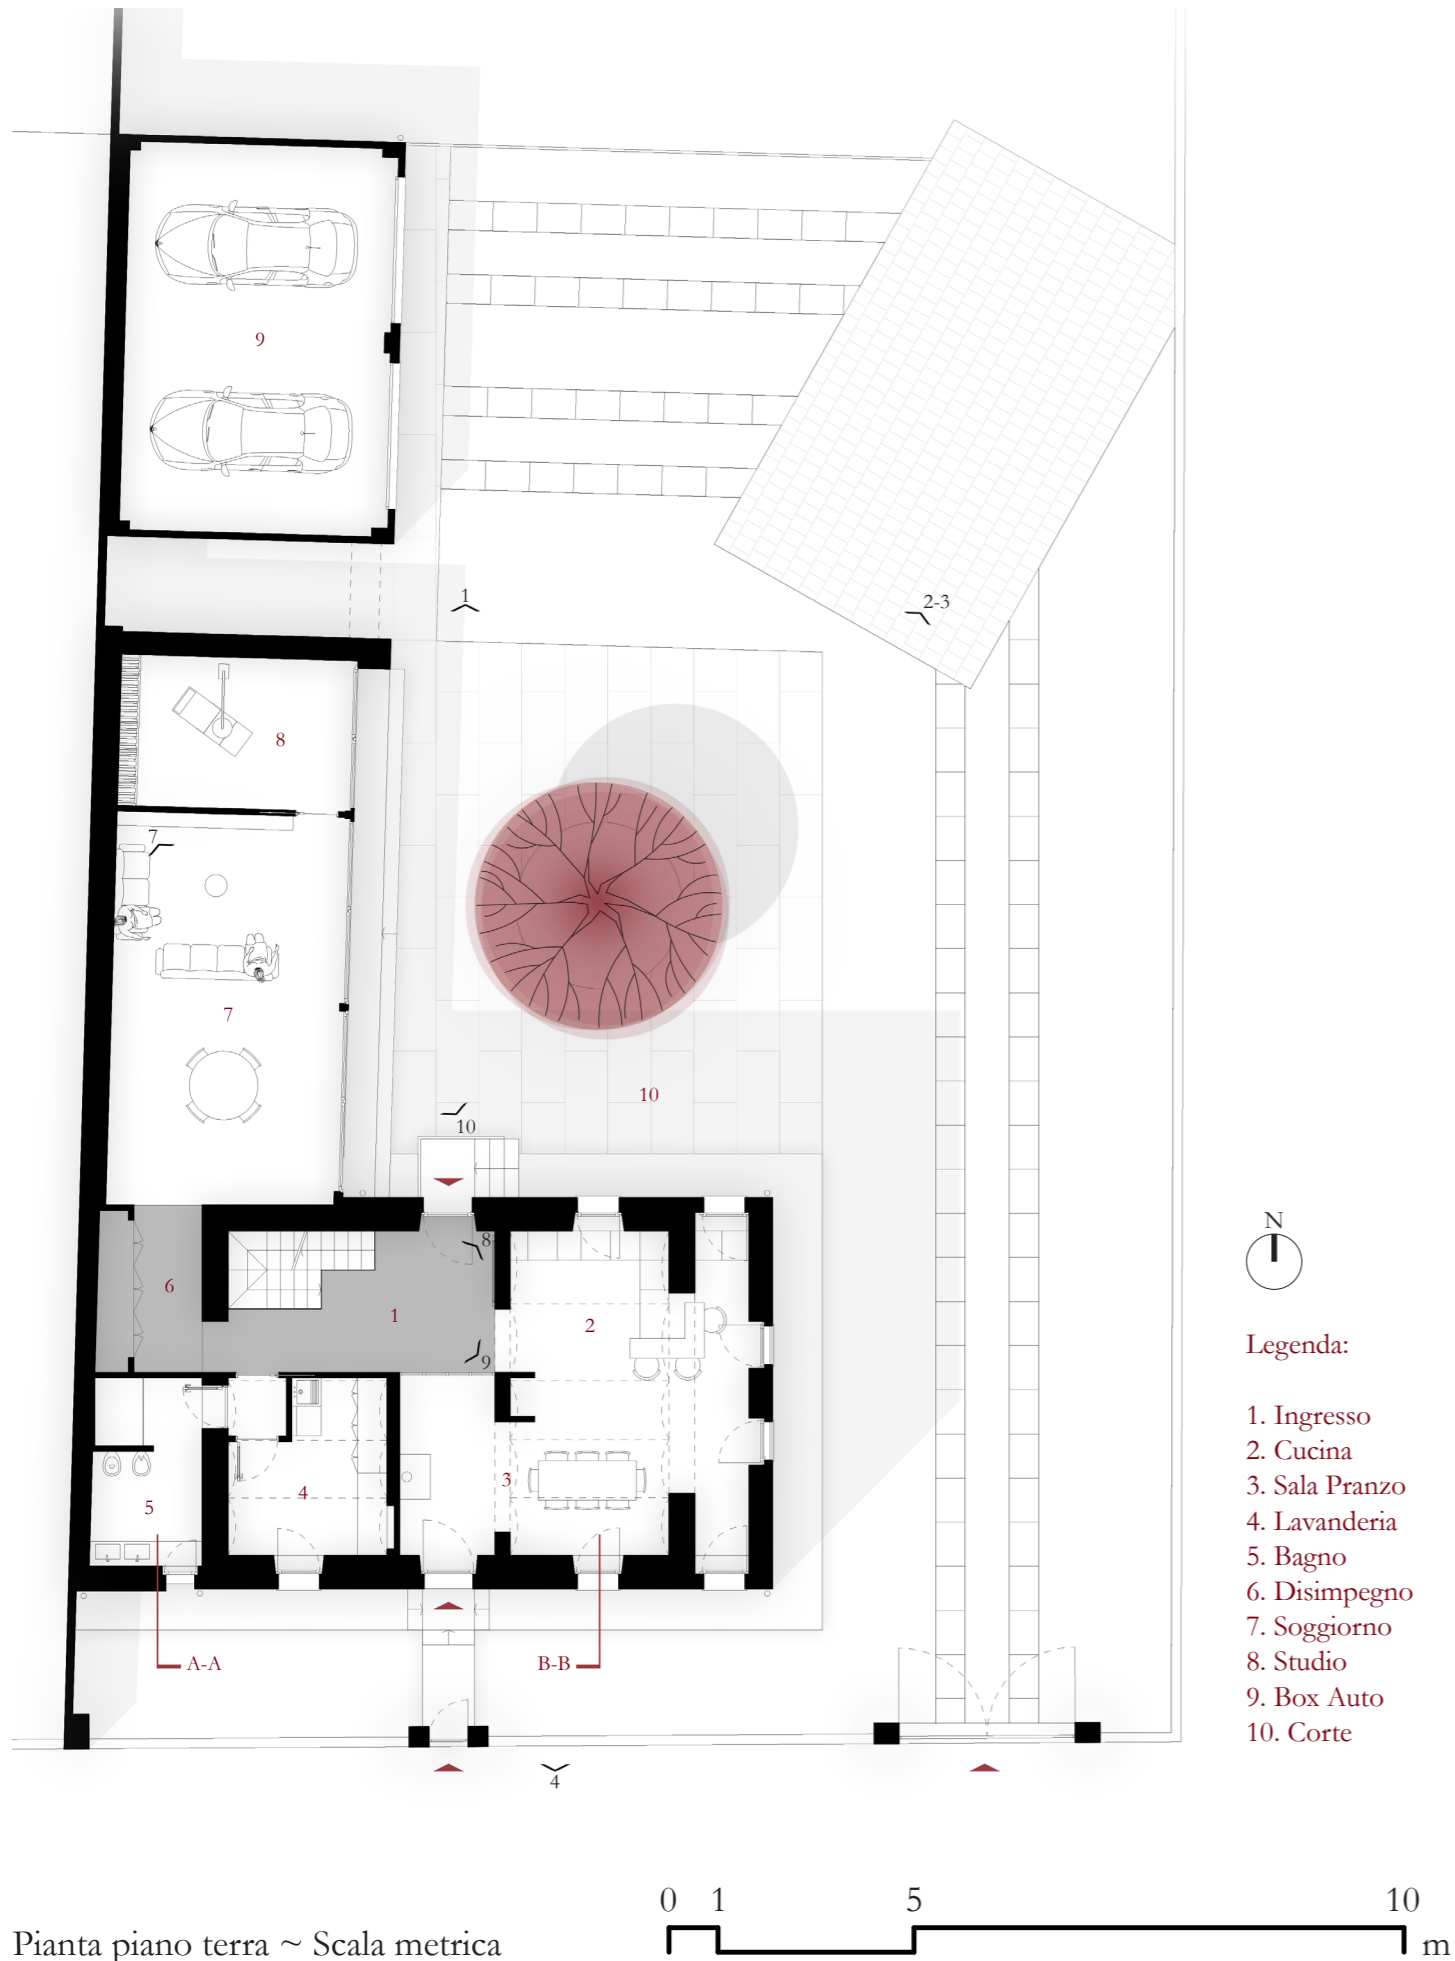 9
1
2-3
8
7
7
10
10
8
6
1
2
9
3
4
5
A-A
B-B
4
N
Legenda:
1. Ingresso
2. Cucina
3. Sala Pranzo
4. Lavanderia
5. Bagno
6. Disimpegno
7. Soggiorno
8. Studio
9. Box Auto
10. Corte
0 1 5 10
m
Pianta piano terra ~ Scala metrica